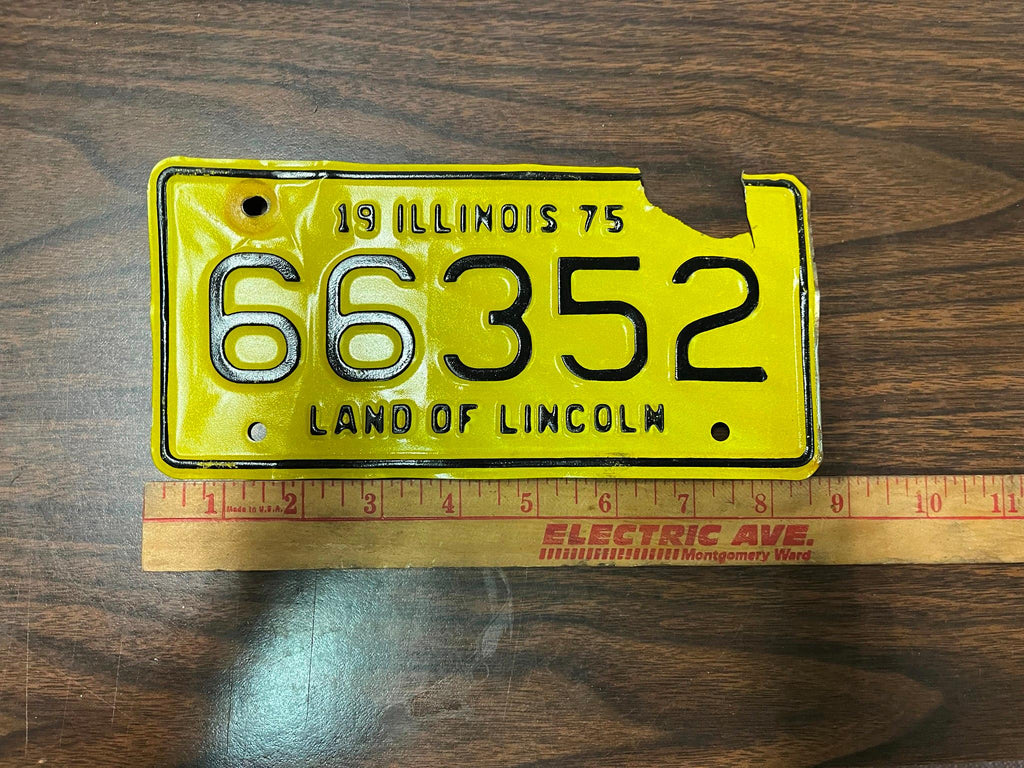 19 ILLINOIS 75
66352
LAND OF LINCOLN
1 2 3 4 5 6 7 8 9 10 11
Made in U.S.A.
ELECTRIC AVE.
Montgomery Ward